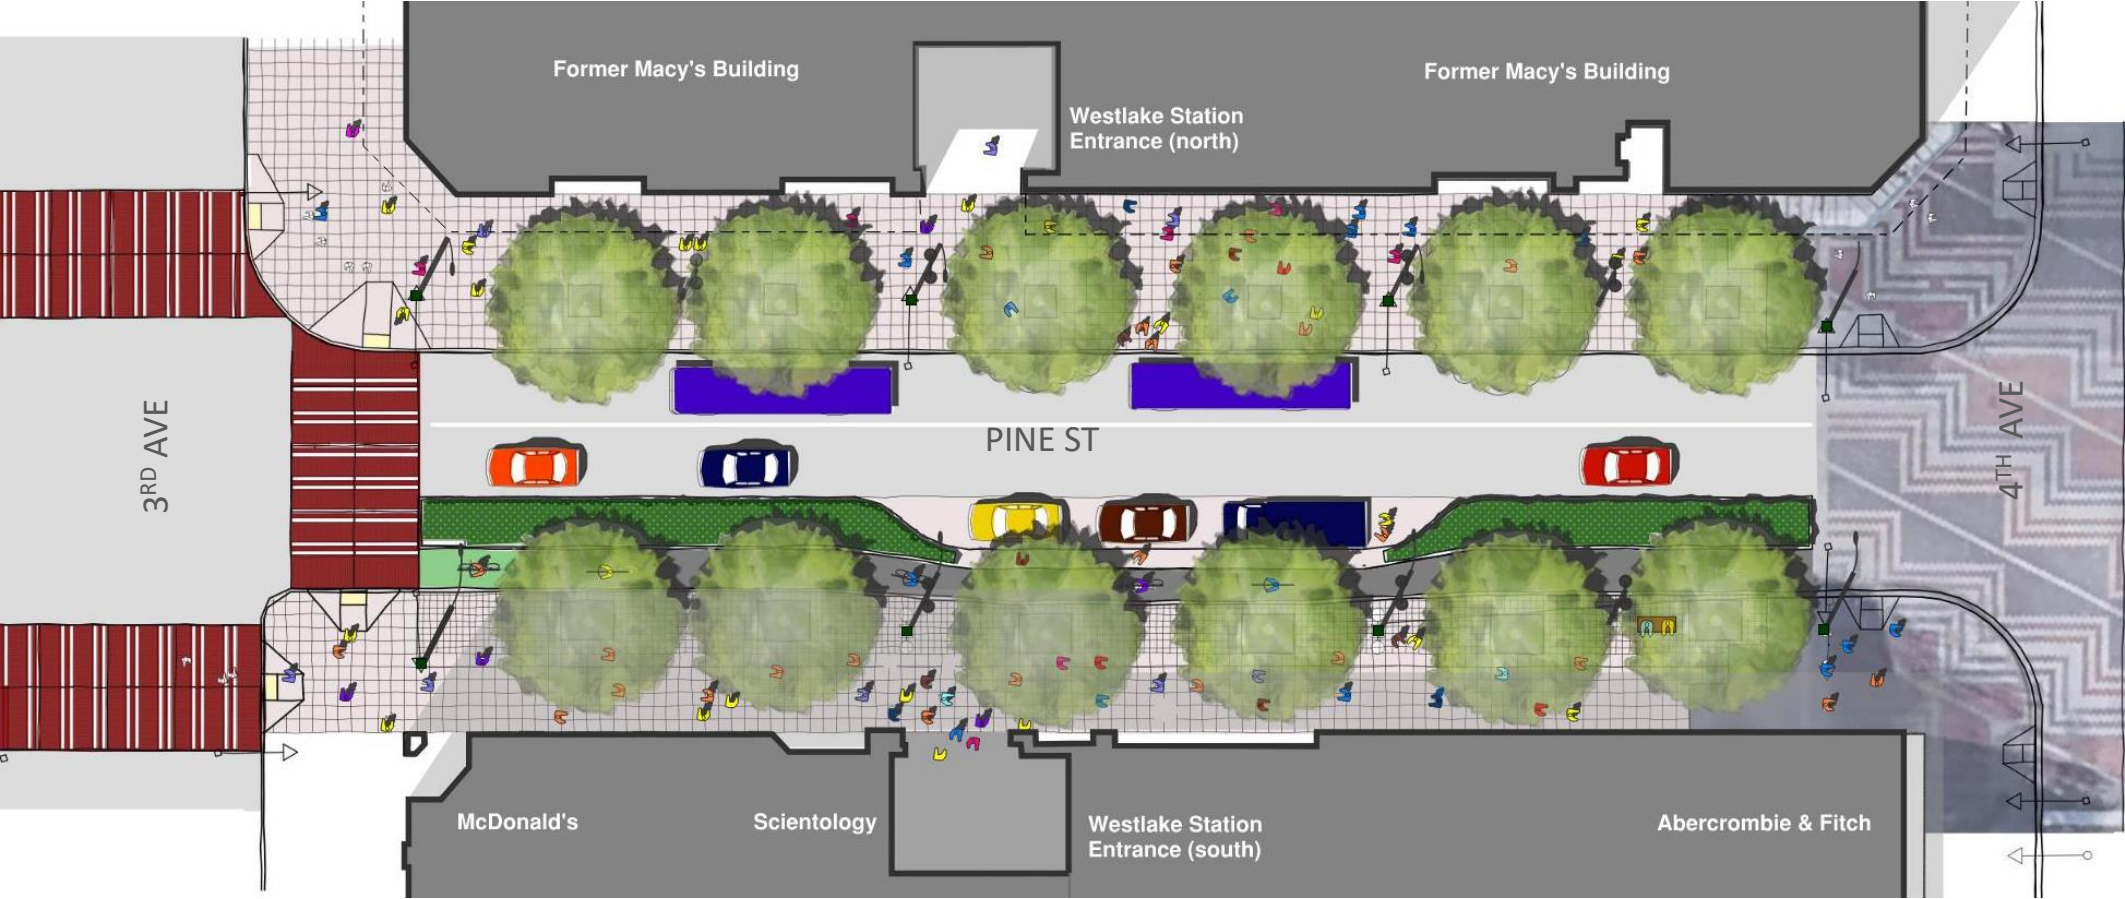 Former Macy's Building
Former Macy's Building
Westlake Station
Entrance (north)
3RD AVE
PINE ST
4TH AVE
McDonald's
Scientology
Westlake Station
Entrance (south)
Abercrombie & Fitch